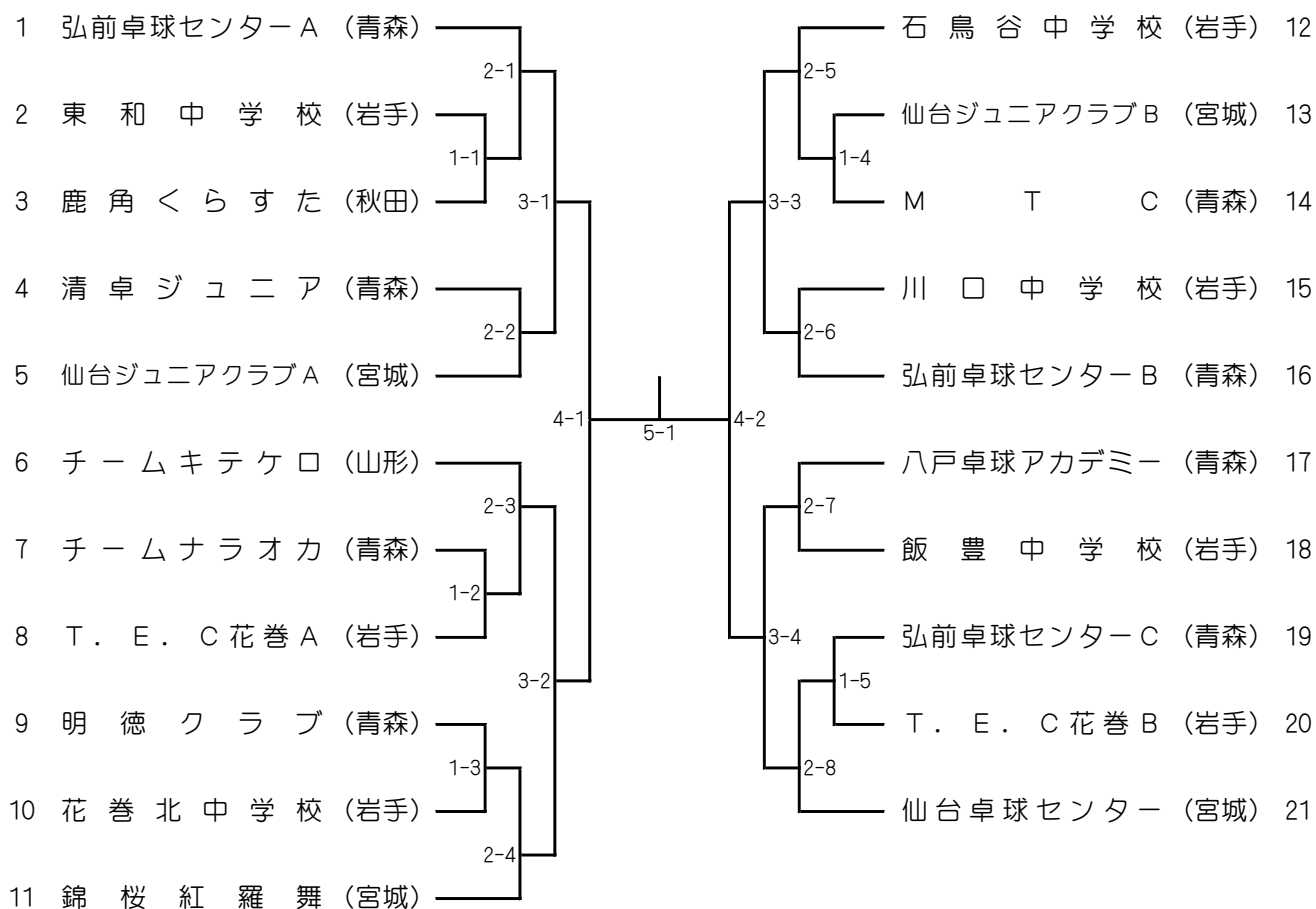 1 弘前卓球センターA (青森)
2-1
2 東和中学校 (岩手)
1-1
3 鹿角くらすた (秋田)
3-1
4 清卓ジュニア (青森)
2-2
5 仙台ジュニアクラブA (宮城)
4-1
6 チームキテケロ (山形)
2-3
7 チームナラオカ (青森)
1-2
8 T.E.C花巻A (岩手)
3-2
9 明徳クラブ (青森)
1-3
10 花巻北中学校 (岩手)
2-4
11 錦桜紅羅舞 (宮城)
5-1
石鳥谷中学校 (岩手) 12
2-5
仙台ジュニアクラブB (宮城) 13
1-4
MTC (青森) 14
3-3
川口中学校 (岩手) 15
2-6
弘前卓球センターB (青森) 16
4-2
八戸卓球アカデミー (青森) 17
2-7
飯豊中学校 (岩手) 18
3-4
弘前卓球センターC (青森) 19
1-5
T.E.C花巻B (岩手) 20
2-8
仙台卓球センター (宮城) 21